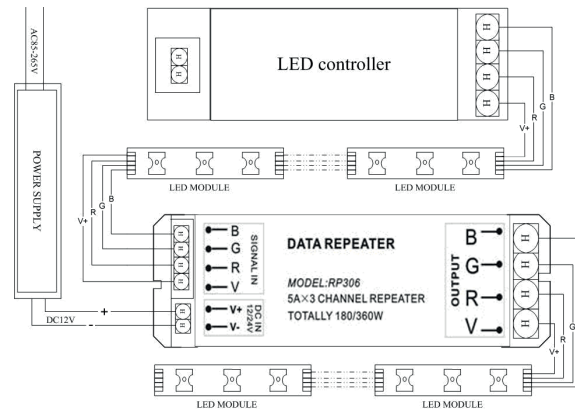 AC85-265V
LED controller
B
G
R
V+
LED MODULE
LED MODULE
POWER SUPPLY
V+
R
G
B
B
G
R
V
SIGNAL IN
DATA REPEATER
MODEL:RP306
5A×3 CHANNEL REPEATER
TOTALLY 180/360W
V+
V-
DC IN
12/24V
B
G
R
V
OUTPUT
+
-
DC12V
V+
R
G
LED MODULE
LED MODULE